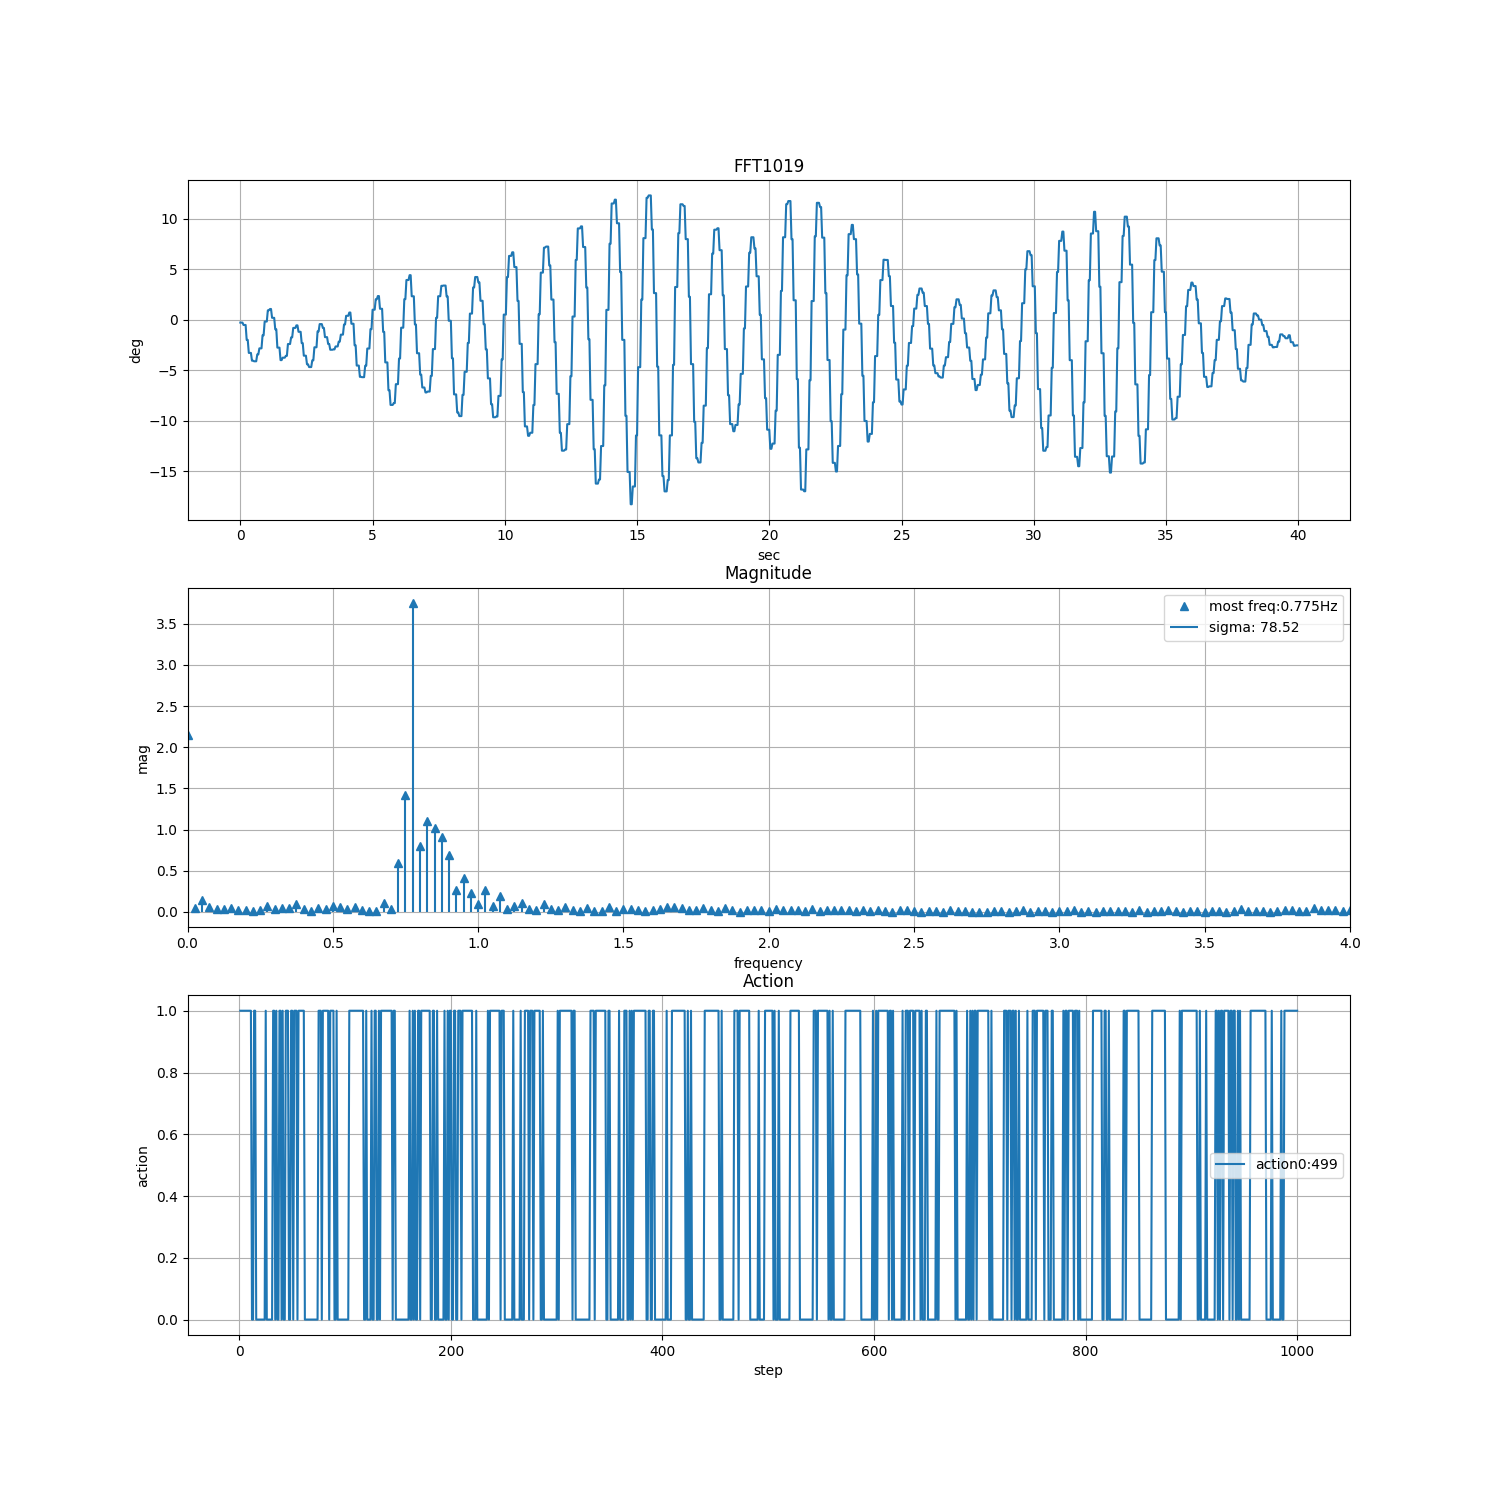 FFT1019
10
5
0
−5
−10
−15
deg
0 5 10 15 20 25 30 35 40
sec
Magnitude
3.5
3.0
2.5
2.0
1.5
1.0
0.5
0.0
mag
most freq:0.775Hz
sigma: 78.52
0.0 0.5 1.0 1.5 2.0 2.5 3.0 3.5 4.0
frequency
Action
1.0
0.8
0.6
0.4
0.2
0.0
action
action0:499
0 200 400 600 800 1000
step